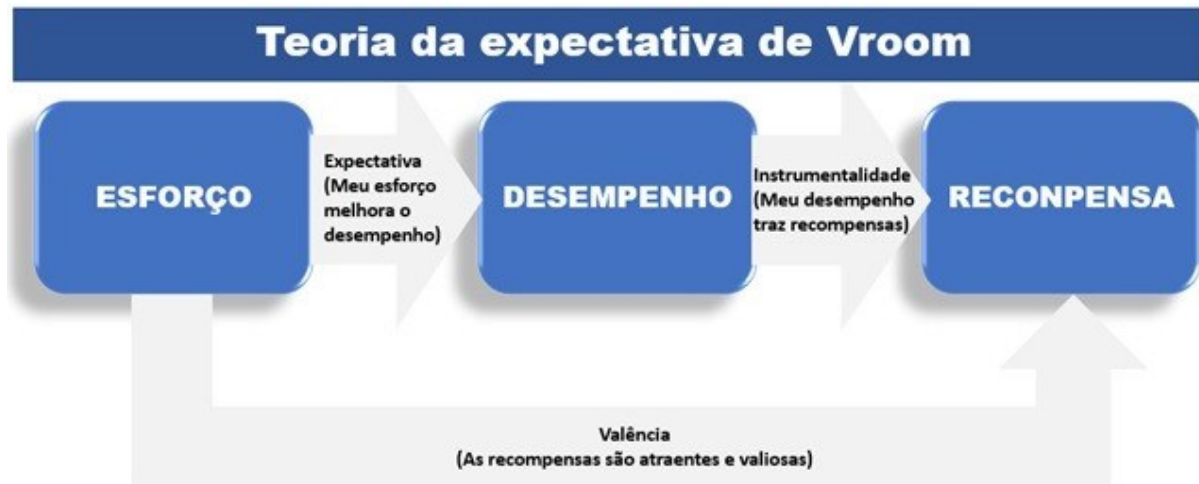 Teoria da expectativa de Vroom
ESFORÇO
Expectativa
(Meu esforço
melhora o
desempenho)
DESEMPENHO
Instrumentalidade
(Meu desempenho
traz recompensas)
RECONPENSA
Valência
(As recompensas são atraentes e valiosas)